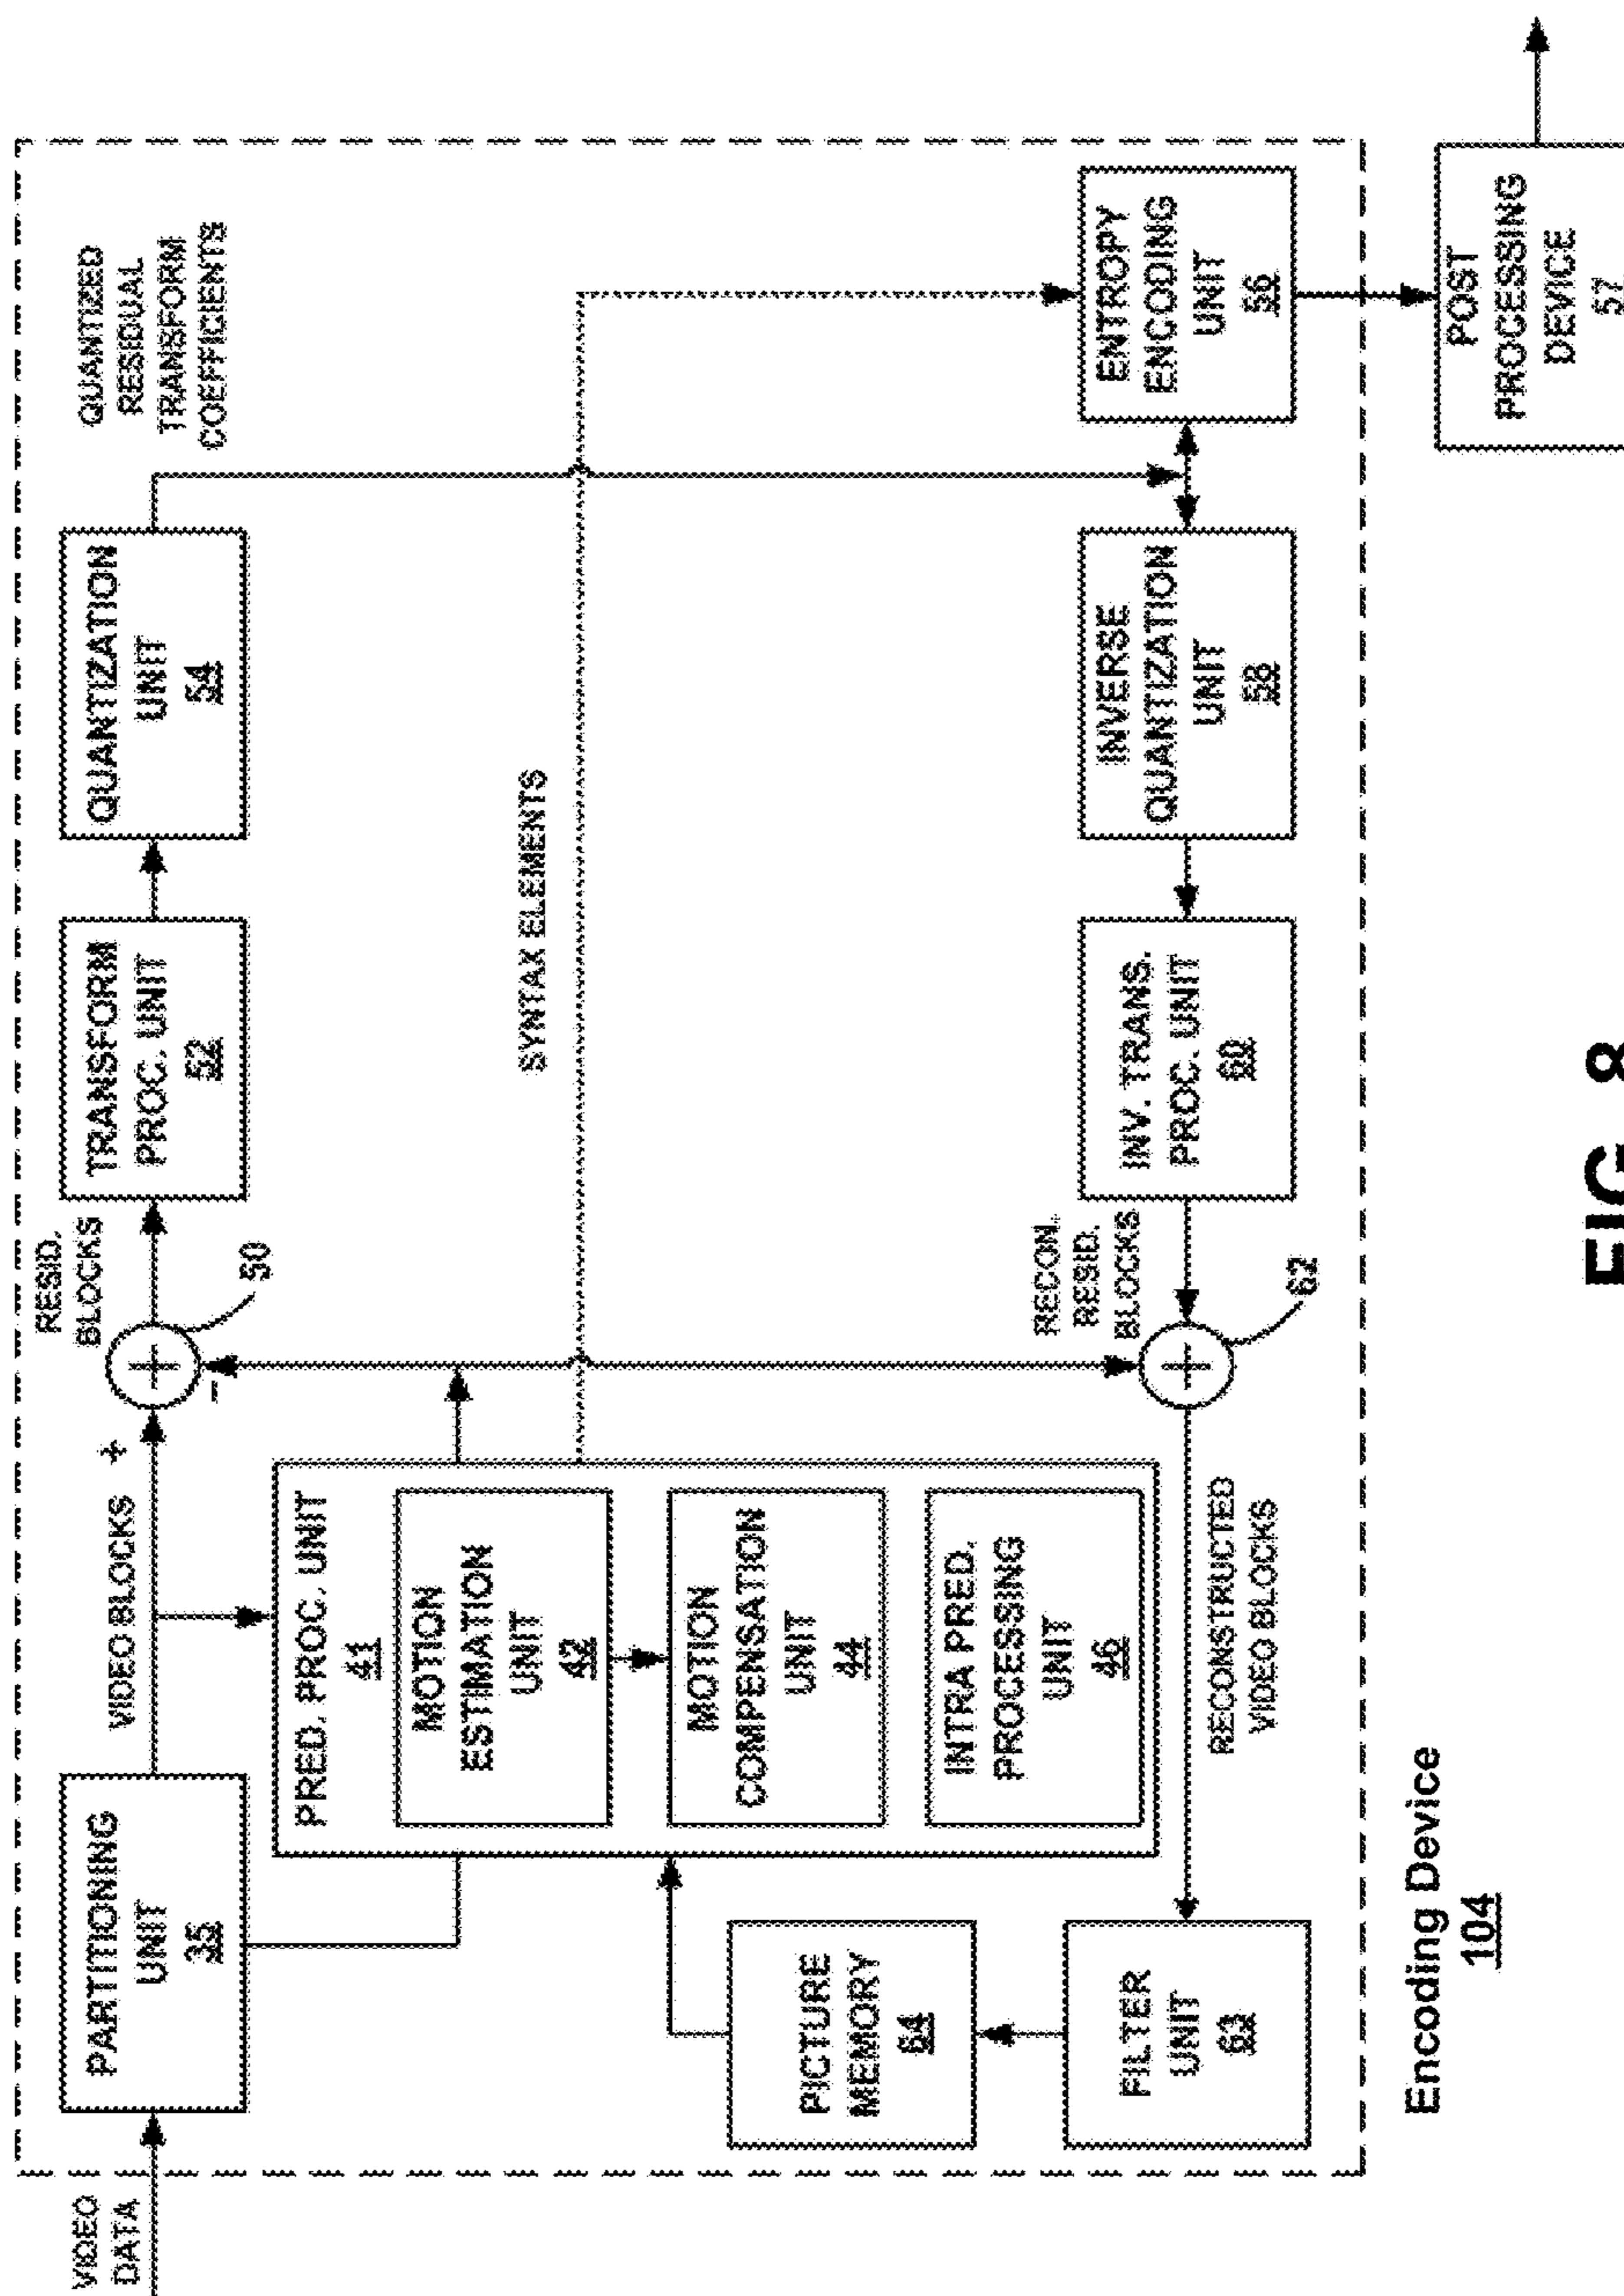 VIDEO
DATA
PARTITIONING
UNIT
35
VIDEO BLOCKS
+
-
RESID.
BLOCKS
50
TRANSFORM
PROC. UNIT
52
QUANTIZATION
UNIT
54
QUANTIZED
RESIDUAL
TRANSFORM
COEFFICIENTS
PRED. PROC. UNIT
41
MOTION
ESTIMATION
UNIT
42
MOTION
COMPENSATION
UNIT
44
INTRA PRED.
PROCESSING
UNIT
46
SYNTAX ELEMENTS
PICTURE
MEMORY
64
FILTER
UNIT
63
RECONSTRUCTED
VIDEO BLOCKS
62
RECON.
RESID.
BLOCKS
INV. TRANS.
PROC. UNIT
60
INVERSE
QUANTIZATION
UNIT
58
ENTROPY
ENCODING
UNIT
56
POST
PROCESSING
DEVICE
57
Encoding Device
104
FIG. 8